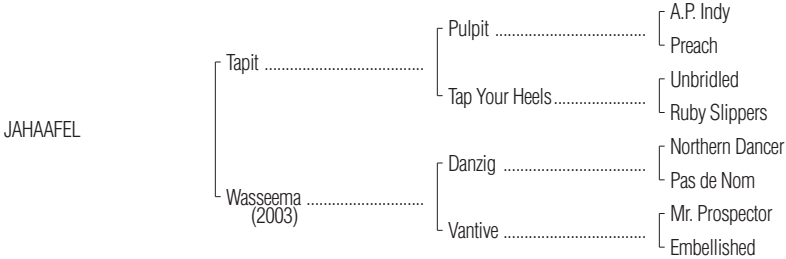 A.P. Indy
Pulpit ......................................
Preach
Tapit ........................................
Unbridled
Tap Your Heels .......................
Ruby Slippers
JAHAAFEL
Northern Dancer
Danzig ....................................
Pas de Nom
Wasseema .............................
(2003)
Mr. Prospector
Vantive ....................................
Embellished